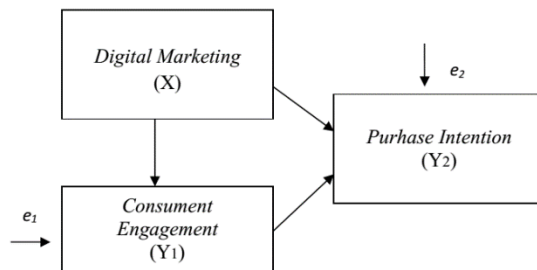 Digital Marketing
(X)
e₂
Purhase Intention
(Y₂)
Consument
Engagement
(Y₁)
e₁